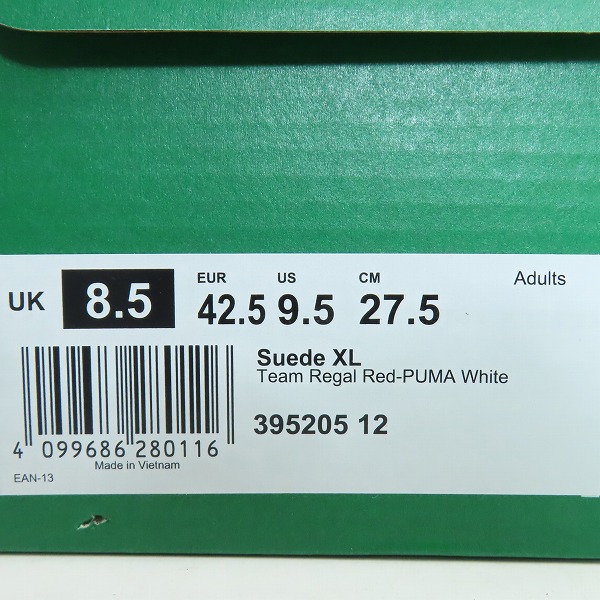 EUR US CM Adults
UK 8.5 42.5 9.5 27.5
Suede XL
Team Regal Red-PUMA White
395205 12
4 099686 280116
Made in Vietnam
EAN-13